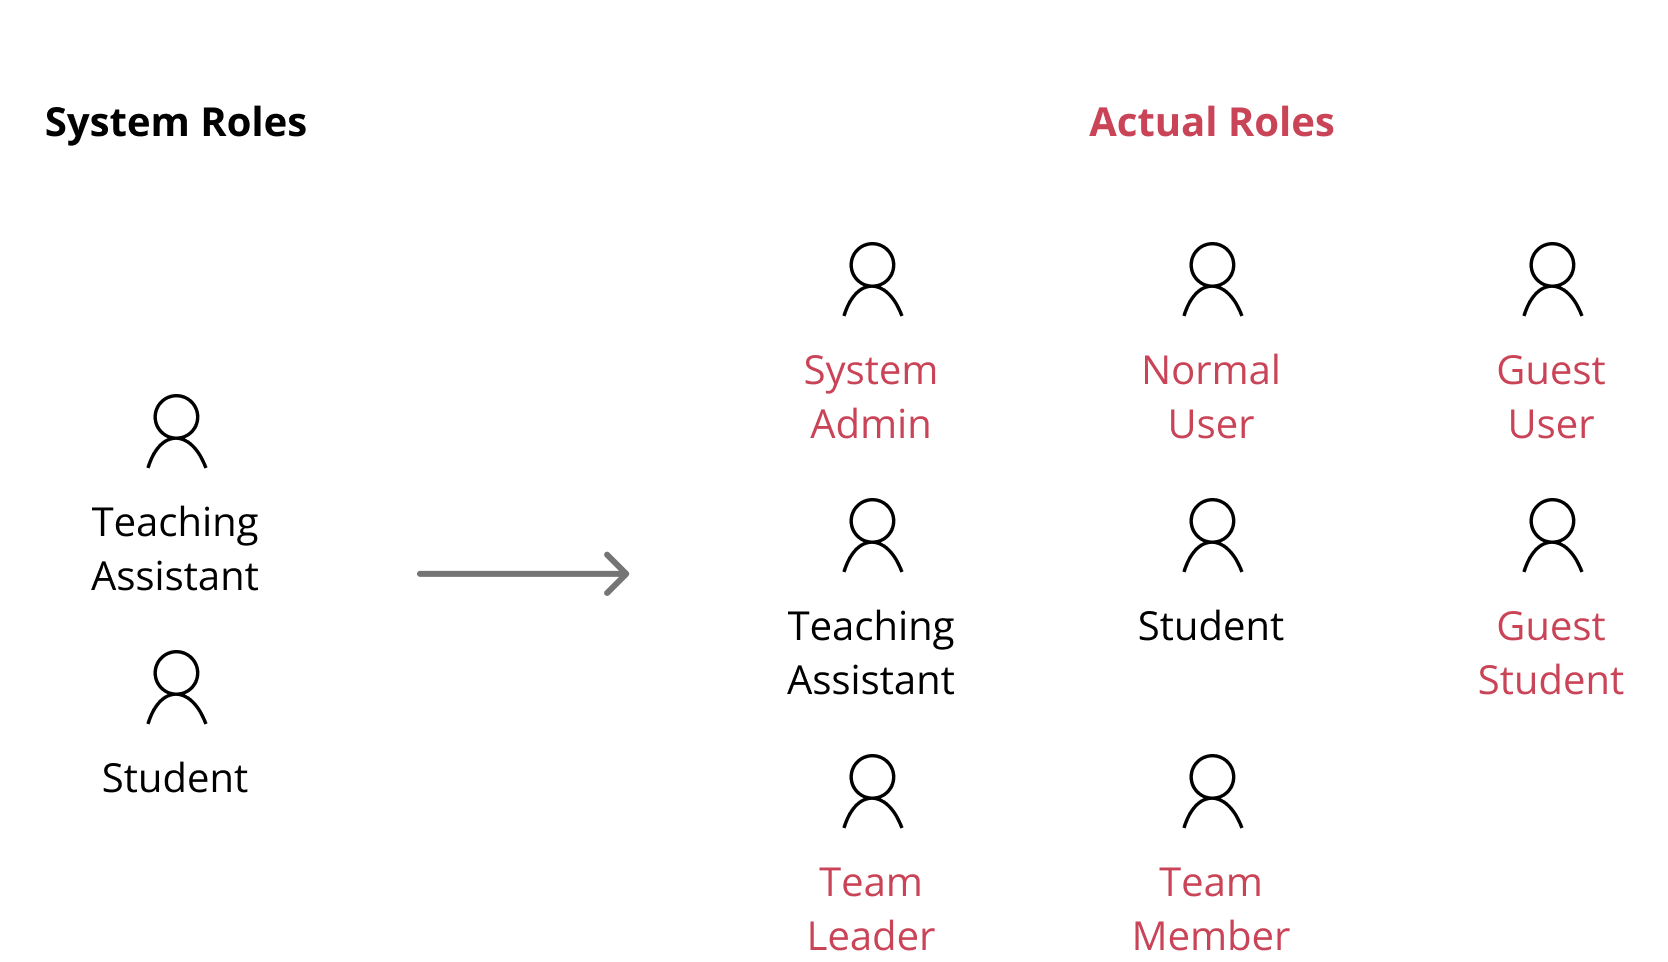 System Roles
Actual Roles
Teaching
Assistant
Student
System
Admin
Normal
User
Guest
User
Teaching
Assistant
Student
Guest
Student
Team
Leader
Team
Member